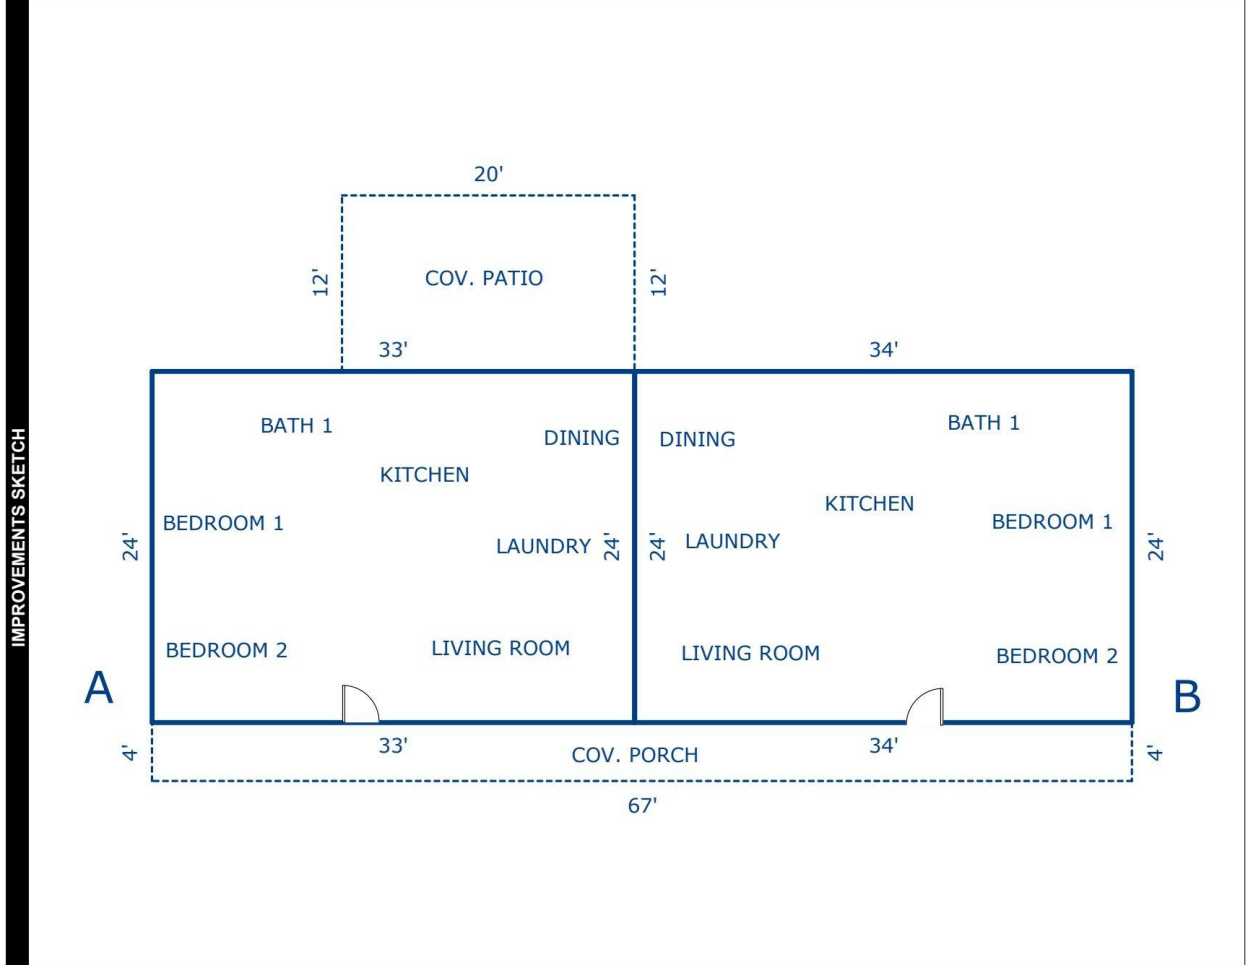 IMPROVEMENTS SKETCH
20'
12'
COV. PATIO
12'
33'
34'
BATH 1
DINING
DINING
BATH 1
KITCHEN
KITCHEN
BEDROOM 1
BEDROOM 1
24'
LAUNDRY
24'
24'
LAUNDRY
24'
BEDROOM 2
LIVING ROOM
LIVING ROOM
BEDROOM 2
A
B
4'
33'
COV. PORCH
34'
4'
67'